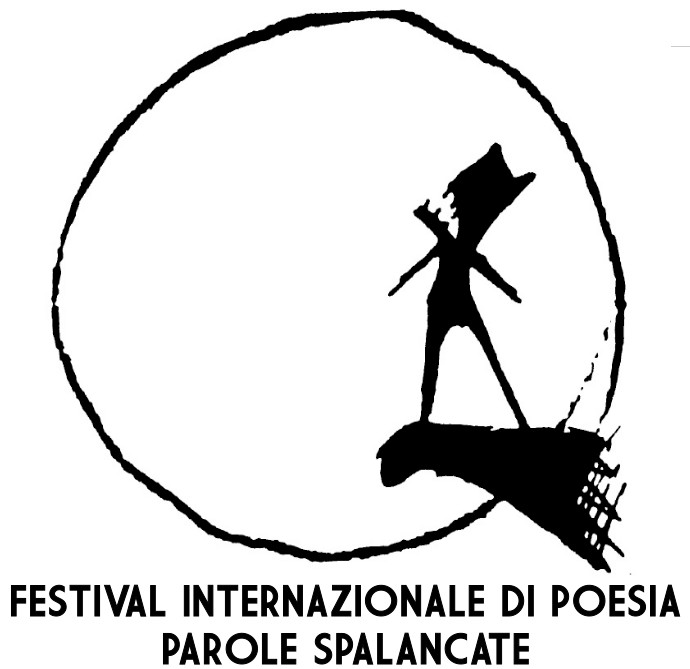 FESTIVAL INTERNAZIONALE DI POESIA
PAROLE SPALANCATE